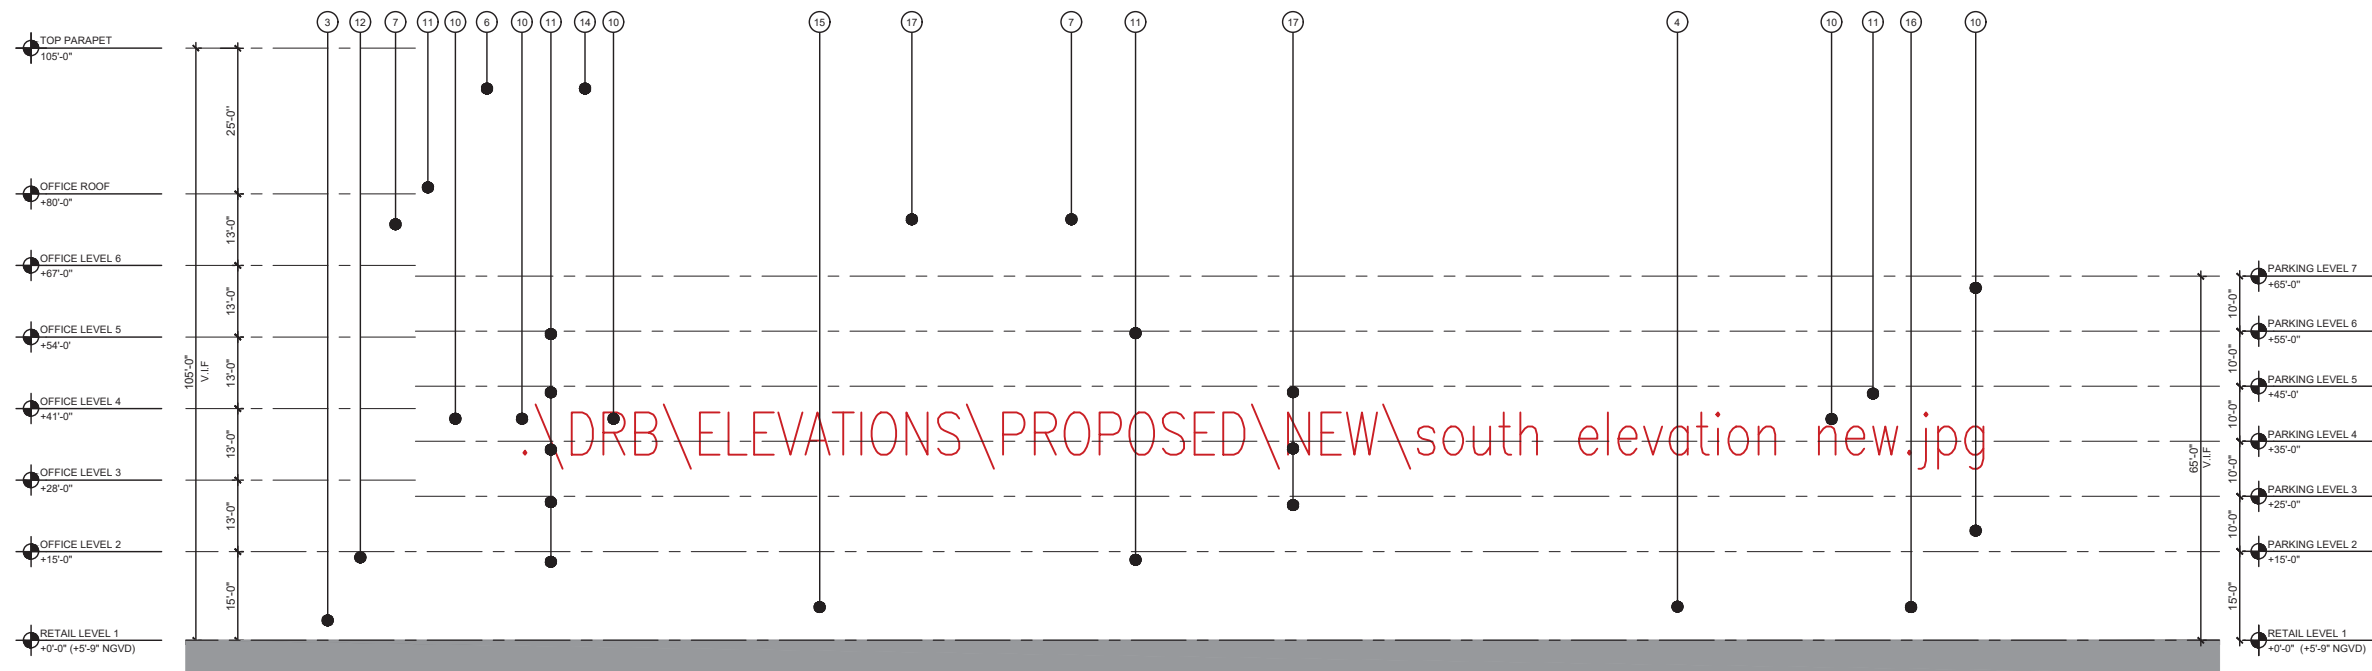 3 12 7 11 10 6 10 11 14 10 15 17 7 11 17 4 10 11 16 10
TOP PARAPET
105'-0"
25'-0"
OFFICE ROOF
+80'-0"
13'-0"
OFFICE LEVEL 6
+67'-0"
13'-0"
OFFICE LEVEL 5
+54'-0'
13'-0"
105'-0"
V.I.F
OFFICE LEVEL 4
+41'-0"
13'-0"
OFFICE LEVEL 3
+28'-0"
13'-0"
OFFICE LEVEL 2
+15'-0"
15'-0"
RETAIL LEVEL 1
+0'-0" (+5'-9" NGVD)
.\DRB\ELEVATIONS\PROPOSED\NEW\south elevation new.jpg
PARKING LEVEL 7
+65'-0"
10'-0"
PARKING LEVEL 6
+55'-0"
10'-0"
PARKING LEVEL 5
+45'-0'
10'-0"
PARKING LEVEL 4
+35'-0"
65'-0"
V.I.F
10'-0"
PARKING LEVEL 3
+25'-0"
10'-0"
PARKING LEVEL 2
+15'-0"
15'-0"
RETAIL LEVEL 1
+0'-0" (+5'-9" NGVD)